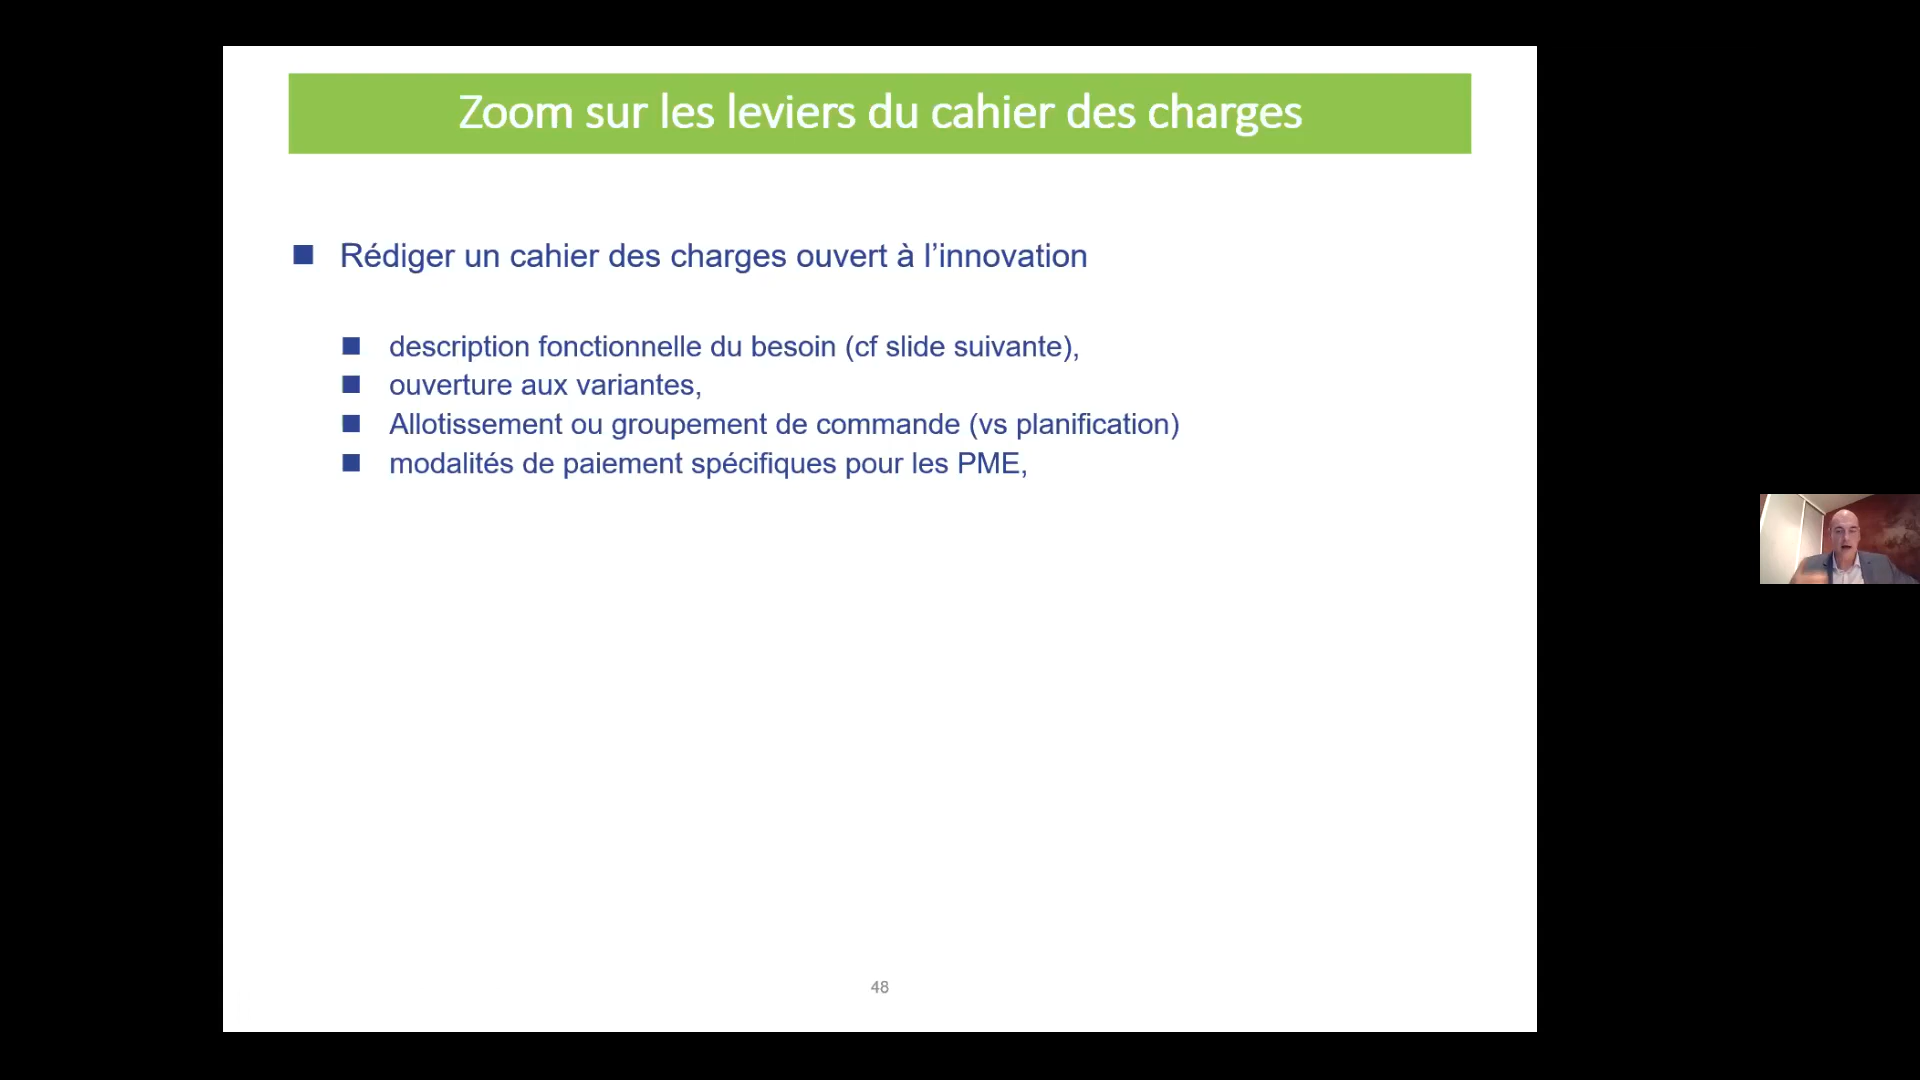 Zoom sur les leviers du cahier des charges
Rédiger un cahier des charges ouvert à l’innovation
description fonctionnelle du besoin (cf slide suivante),
ouverture aux variantes,
Allotissement ou groupement de commande (vs planification)
modalités de paiement spécifiques pour les PME,
48